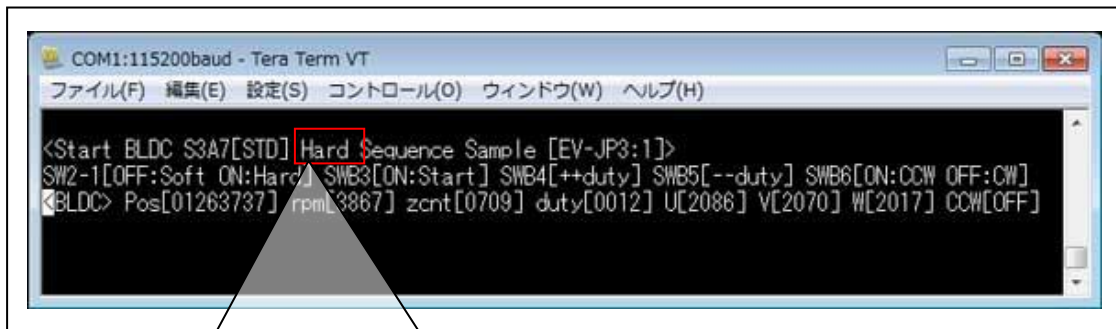 COM1:115200baud - Tera Term VT
ファイル(F) 編集(E) 設定(S) コントロール(O) ウィンドウ(W) ヘルプ(H)
<Start BLDC S3A7[STD] Hard Sequence Sample [EV-JP3:1]>
SW2-1[OFF:Soft ON:Hard] SWB3[ON:Start] SWB4[++duty] SWB5[--duty] SWB6[ON:CCW OFF:CW]
<BLDC> Pos[01263737] rpm[3867] zcnt[0709] duty[0012] U[2086] V[2070] W[2017] CCW[OFF]